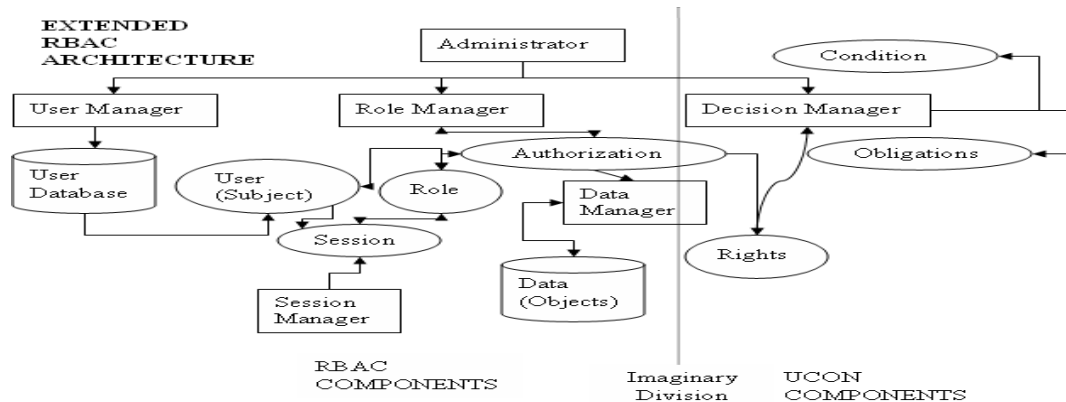 EXTENDED
RBAC
ARCHITECTURE
Administrator
Condition
User Manager
Role Manager
Decision Manager
Authorization
Obligations
User
Database
User
(Subject)
Role
Data
Manager
Session
Rights
Data
(Objects)
Session
Manager
RBAC
COMPONENTS
Imaginary
Division
UCON
COMPONENTS